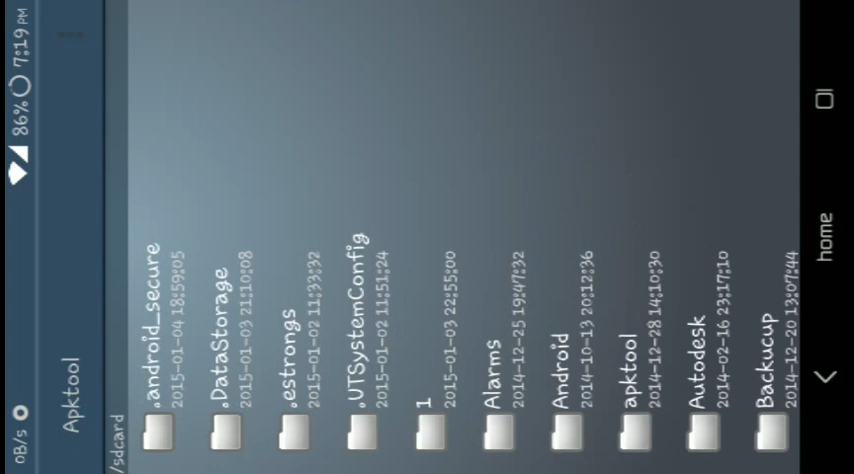 0B/s 86% 7:19 PM
Apktool
/sdcard
.android_secure
2015-01-04 18:59:05
.DataStorage
2015-01-03 21:10:08
.estrongs
2015-01-02 11:33:32
.UTSystemConfig
2015-01-02 11:51:24
1
2015-01-03 22:55:00
Alarms
2014-12-25 19:47:32
Android
2014-10-13 20:12:36
apktool
2014-12-28 14:10:30
Autodesk
2014-02-16 23:17:10
Backucup
2014-12-20 13:07:44
home